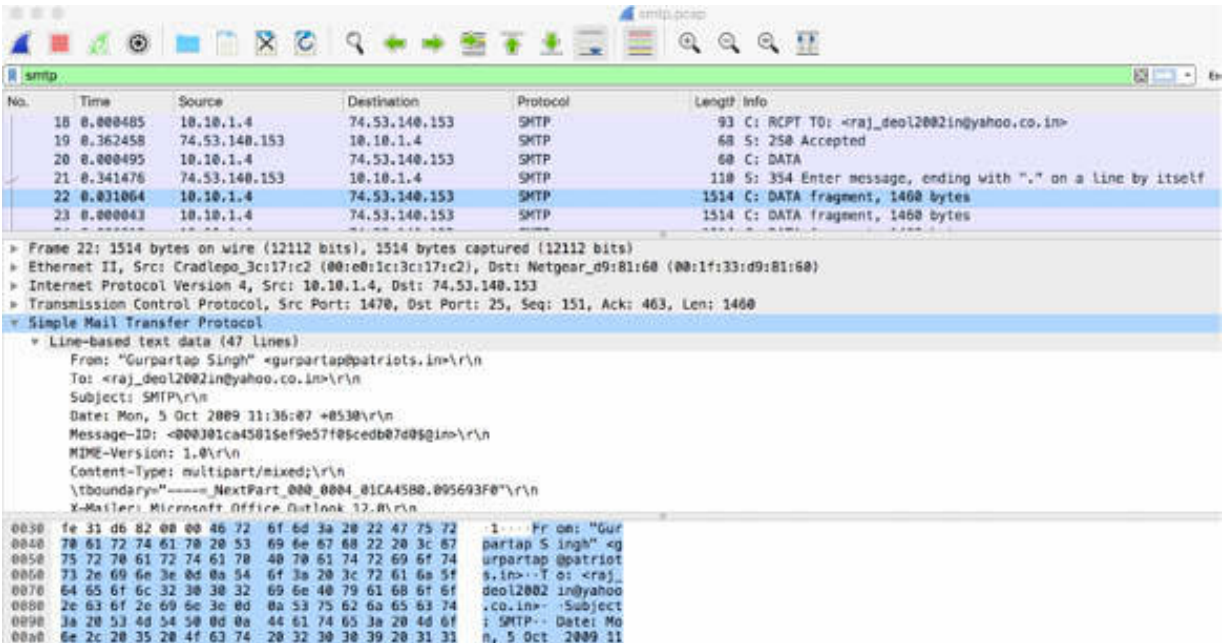 smtp.pcap
smtp
No. Time Source Destination Protocol Length Info
18 0.000485 10.10.1.4 74.53.140.153 SMTP 93 C: RCPT TO: <raj_deol2002in@yahoo.co.in>
19 0.362458 74.53.140.153 10.10.1.4 SMTP 68 S: 250 Accepted
20 0.000495 10.10.1.4 74.53.140.153 SMTP 60 C: DATA
21 0.341476 74.53.140.153 10.10.1.4 SMTP 110 S: 354 Enter message, ending with "." on a line by itself
22 0.031064 10.10.1.4 74.53.140.153 SMTP 1514 C: DATA fragment, 1460 bytes
23 0.000043 10.10.1.4 74.53.140.153 SMTP 1514 C: DATA fragment, 1460 bytes
Frame 22: 1514 bytes on wire (12112 bits), 1514 bytes captured (12112 bits)
Ethernet II, Src: Cradlepo_3c:17:c2 (00:e0:1c:3c:17:c2), Dst: Netgear_d9:81:60 (00:1f:33:d9:81:60)
Internet Protocol Version 4, Src: 10.10.1.4, Dst: 74.53.140.153
Transmission Control Protocol, Src Port: 1470, Dst Port: 25, Seq: 151, Ack: 463, Len: 1460
Simple Mail Transfer Protocol
Line-based text data (47 lines)
From: "Gurpartap Singh" <gurpartap@patriots.in>\r\n
To: <raj_deol2002in@yahoo.co.in>\r\n
Subject: SMTP\r\n
Date: Mon, 5 Oct 2009 11:36:07 +0530\r\n
Message-ID: <000301ca4581$ef9e57f0$cedb07d0$@in>\r\n
MIME-Version: 1.0\r\n
Content-Type: multipart/mixed;\r\n
\tboundary="----=_NextPart_000_0004_01CA45B0.095693F0"\r\n
X-Mailer: Microsoft Office Outlook 12.0\r\n
0030 fe 31 d6 82 00 00 46 72 6f 6d 3a 20 22 47 75 72 ·1····Fr om: "Gur
0040 70 61 72 74 61 70 20 53 69 6e 67 68 22 20 3c 67 partap S ingh" <g
0050 75 72 70 61 72 74 61 70 40 70 61 74 72 69 6f 74 urpartap @patriot
0060 73 2e 69 6e 3e 0d 0a 54 6f 3a 20 3c 72 61 6a 5f s.in>··T o: <raj_
0070 64 65 6f 6c 32 30 30 32 69 6e 40 79 61 68 6f 6f deol2002 in@yahoo
0080 2e 63 6f 2e 69 6e 3e 0d 0a 53 75 62 6a 65 63 74 .co.in>· ·Subject
0090 3a 20 53 4d 54 50 0d 0a 44 61 74 65 3a 20 4d 6f : SMTP·· Date: Mo
00a0 6e 2c 20 35 20 4f 63 74 20 32 30 30 39 20 31 31 n, 5 Oct 2009 11